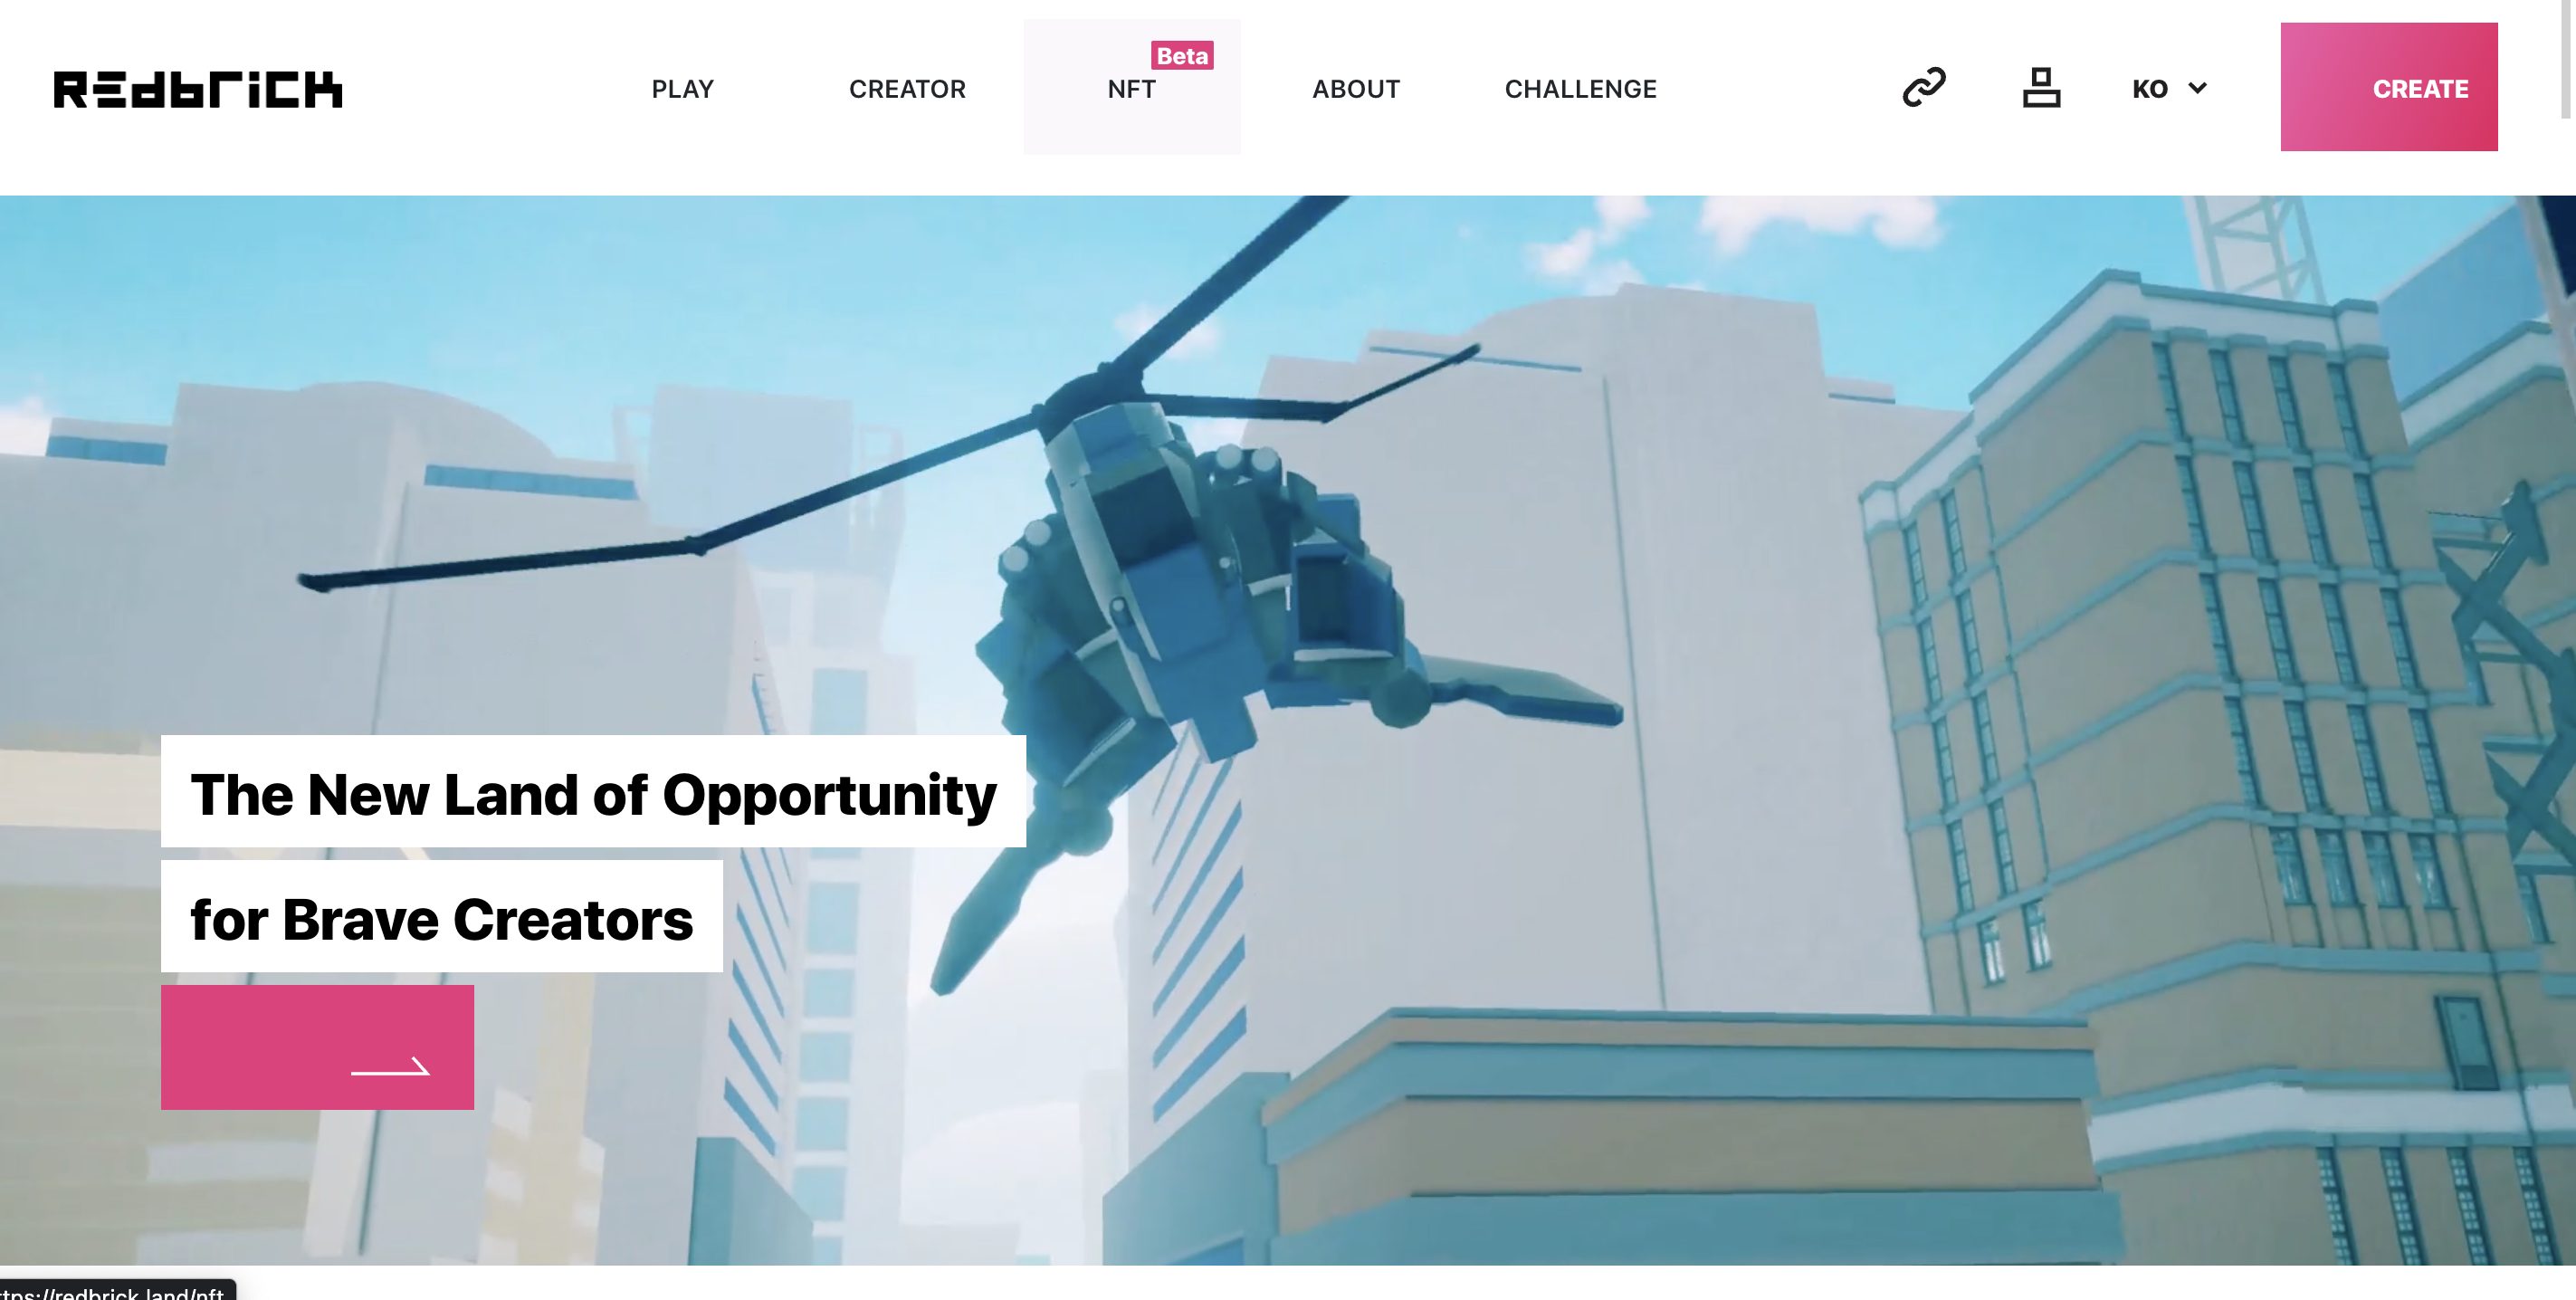 REdbRiCK
PLAY
CREATOR
NFT
Beta
ABOUT
CHALLENGE
KO
CREATE
The New Land of Opportunity
for Brave Creators
ttps://redbrick.land/nft